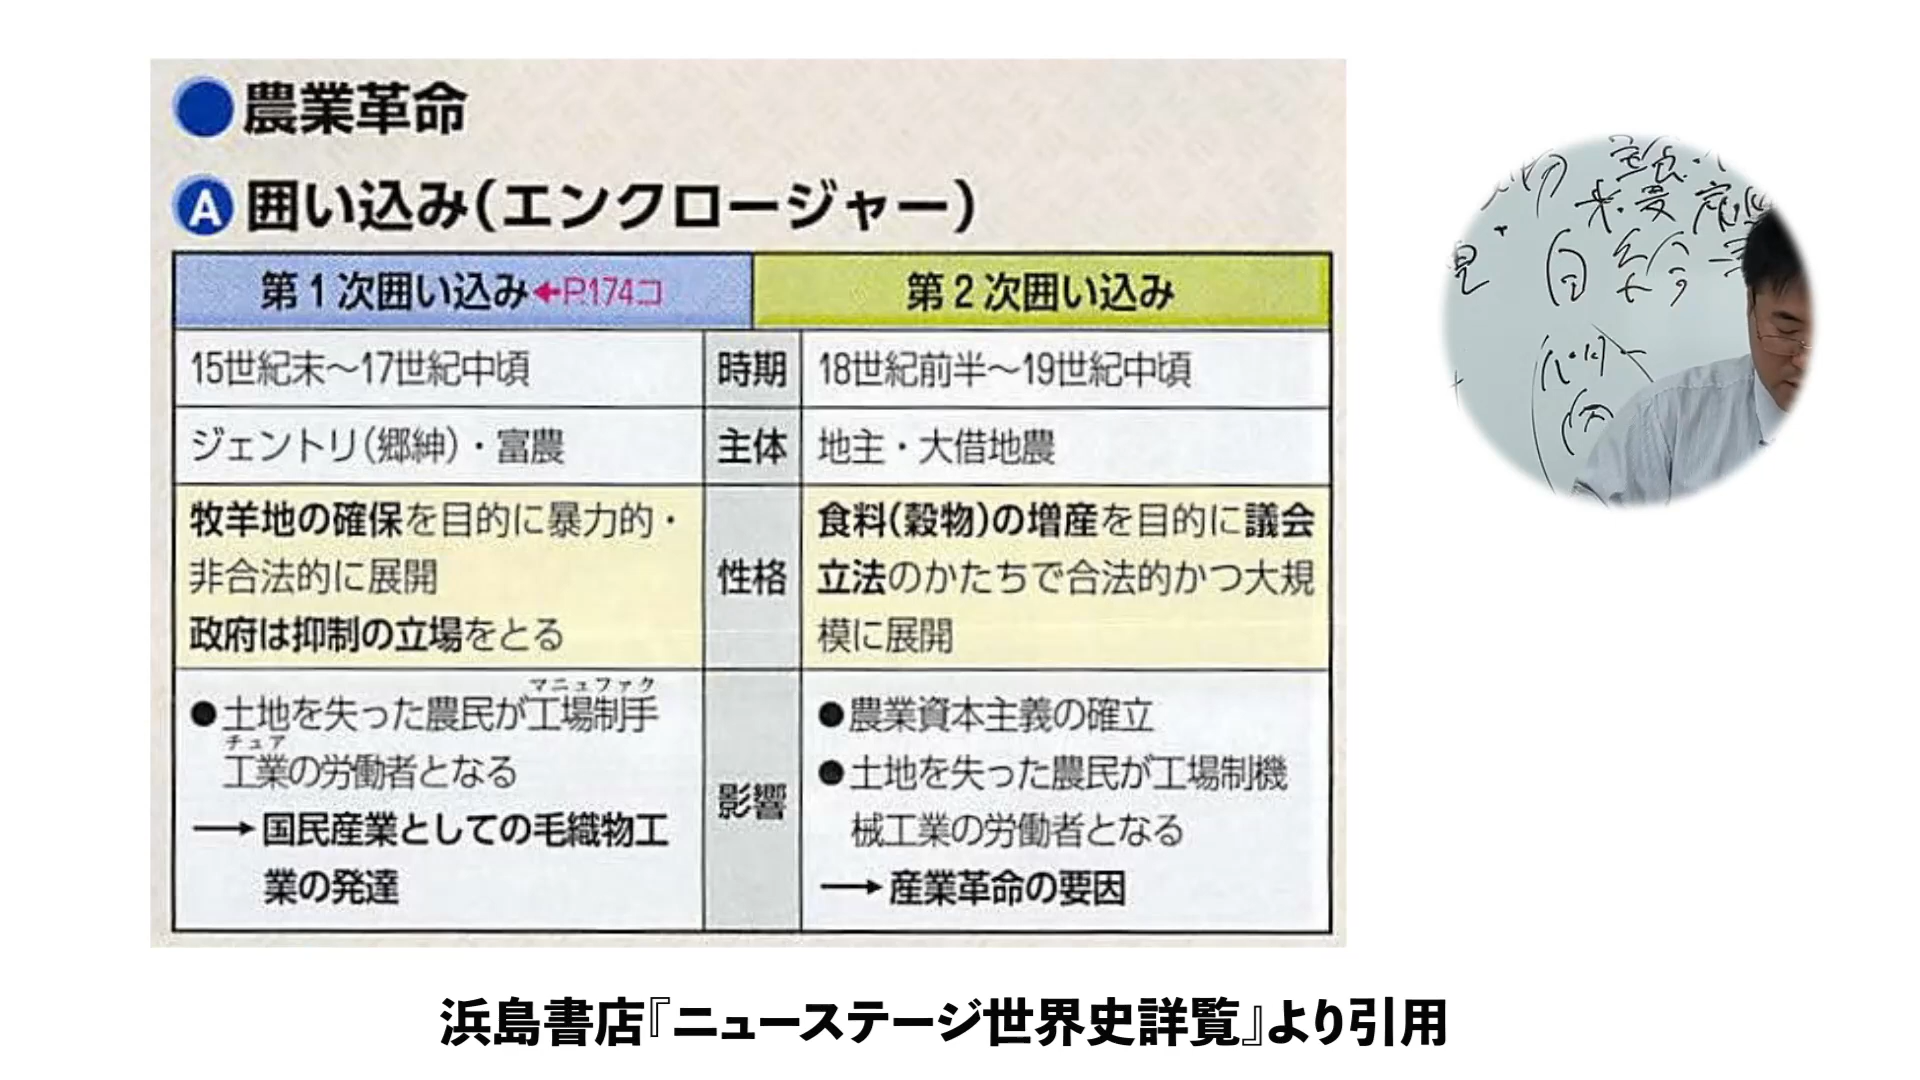 農業革命
A 囲い込み(エンクロージャー)
第1次囲い込み←P.174コ
第2次囲い込み
15世紀末〜17世紀中頃
時期
18世紀前半〜19世紀中頃
ジェントリ(郷紳)・富農
主体
地主・大借地農
牧羊地の確保を目的に暴力的・
非合法的に展開
政府は抑制の立場をとる
性格
食料(穀物)の増産を目的に議会
立法のかたちで合法的かつ大規
模に展開
マニュファク
●土地を失った農民が工場制手
チュア
工業の労働者となる
→国民産業としての毛織物工
業の発達
影響
●農業資本主義の確立
●土地を失った農民が工場制機
械工業の労働者となる
→産業革命の要因
浜島書店『ニューステージ世界史詳覧』より引用